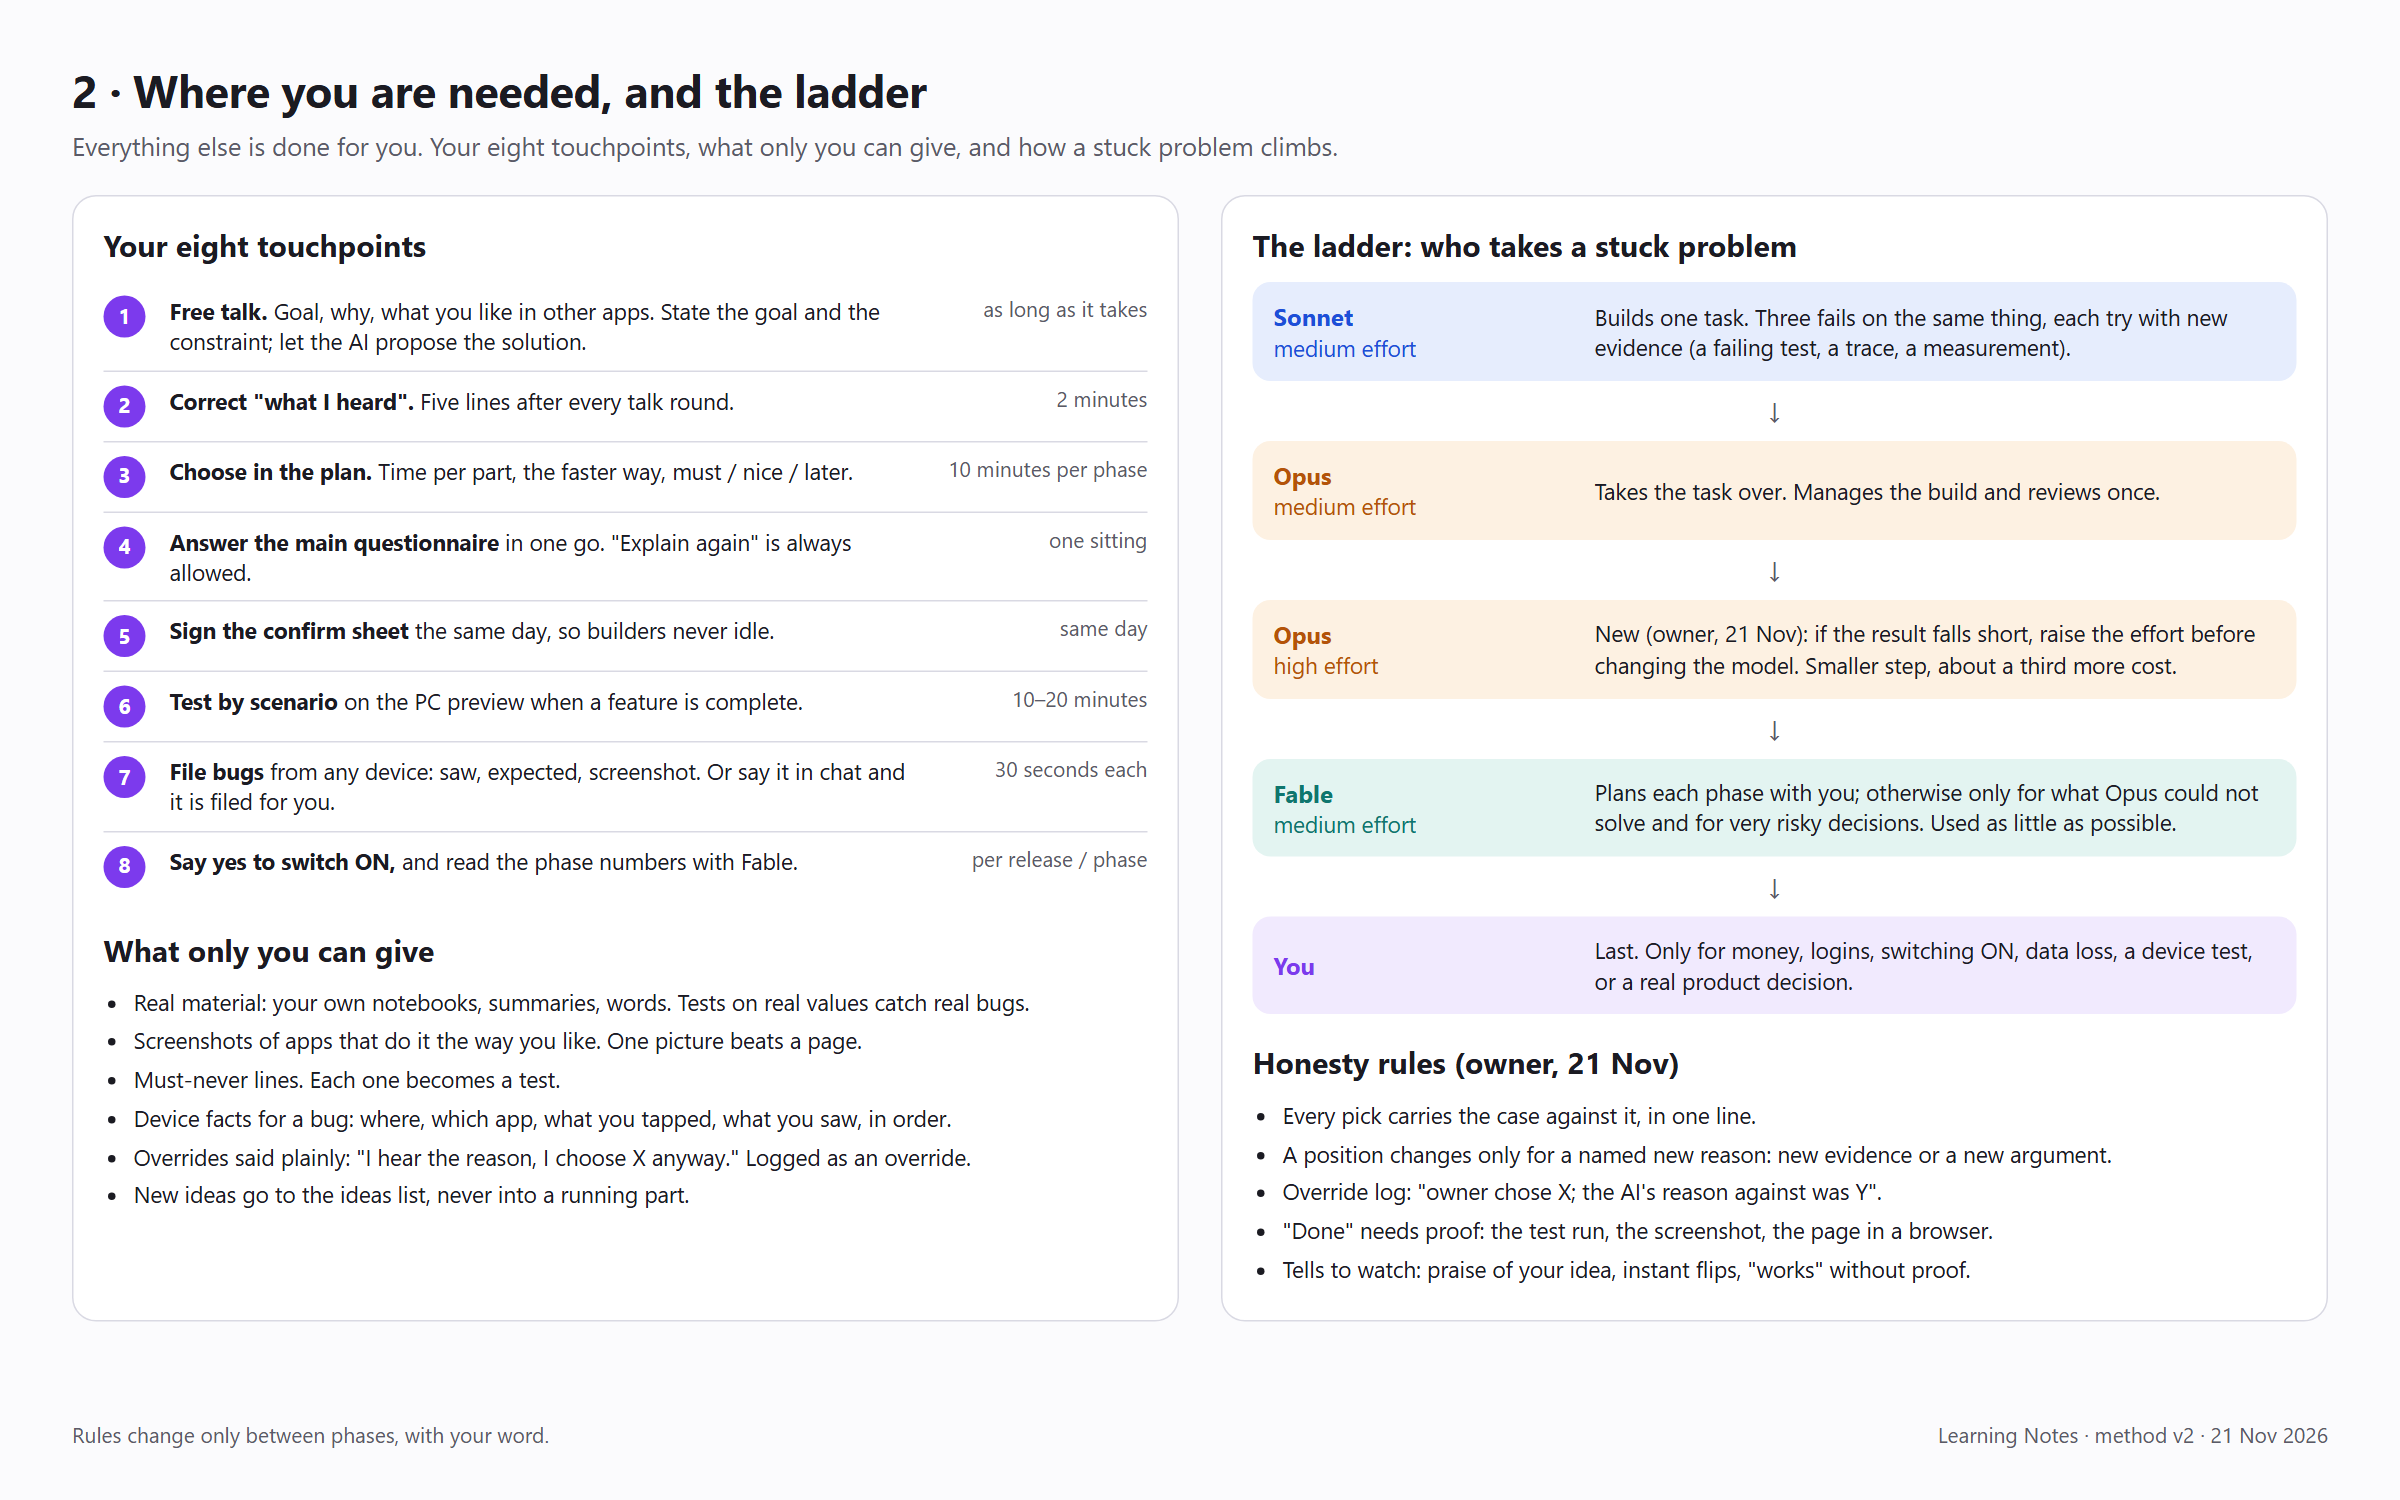 2 · Where you are needed, and the ladder
Everything else is done for you. Your eight touchpoints, what only you can give, and how a stuck problem climbs.
Your eight touchpoints
1 Free talk. Goal, why, what you like in other apps. State the goal and the as long as it takes
constraint; let the AI propose the solution.
2 Correct "what I heard". Five lines after every talk round. 2 minutes
3 Choose in the plan. Time per part, the faster way, must / nice / later. 10 minutes per phase
4 Answer the main questionnaire in one go. "Explain again" is always one sitting
allowed.
5 Sign the confirm sheet the same day, so builders never idle. same day
6 Test by scenario on the PC preview when a feature is complete. 10–20 minutes
7 File bugs from any device: saw, expected, screenshot. Or say it in chat and 30 seconds each
it is filed for you.
8 Say yes to switch ON, and read the phase numbers with Fable. per release / phase
What only you can give
• Real material: your own notebooks, summaries, words. Tests on real values catch real bugs.
• Screenshots of apps that do it the way you like. One picture beats a page.
• Must-never lines. Each one becomes a test.
• Device facts for a bug: where, which app, what you tapped, what you saw, in order.
• Overrides said plainly: "I hear the reason, I choose X anyway." Logged as an override.
• New ideas go to the ideas list, never into a running part.
The ladder: who takes a stuck problem
Sonnet
medium effort
Builds one task. Three fails on the same thing, each try with new
evidence (a failing test, a trace, a measurement).
↓
Opus
medium effort
Takes the task over. Manages the build and reviews once.
↓
Opus
high effort
New (owner, 21 Nov): if the result falls short, raise the effort before
changing the model. Smaller step, about a third more cost.
↓
Fable
medium effort
Plans each phase with you; otherwise only for what Opus could not
solve and for very risky decisions. Used as little as possible.
↓
You
Last. Only for money, logins, switching ON, data loss, a device test,
or a real product decision.
Honesty rules (owner, 21 Nov)
• Every pick carries the case against it, in one line.
• A position changes only for a named new reason: new evidence or a new argument.
• Override log: "owner chose X; the AI's reason against was Y".
• "Done" needs proof: the test run, the screenshot, the page in a browser.
• Tells to watch: praise of your idea, instant flips, "works" without proof.
Rules change only between phases, with your word.
Learning Notes · method v2 · 21 Nov 2026